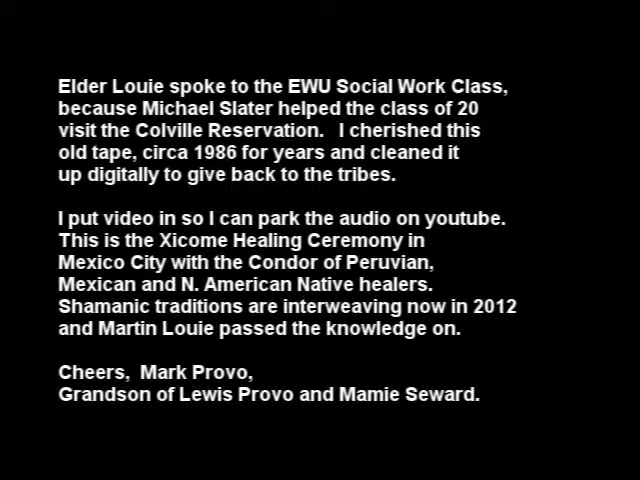 Elder Louie spoke to the EWU Social Work Class,
because Michael Slater helped the class of 20
visit the Colville Reservation.   I cherished this
old tape, circa 1986 for years and cleaned it
up digitally to give back to the tribes.

I put video in so I can park the audio on youtube.
This is the Xicome Healing Ceremony in
Mexico City with the Condor of Peruvian,
Mexican and N. American Native healers.
Shamanic traditions are interweaving now in 2012
and Martin Louie passed the knowledge on.

Cheers,  Mark Provo,
Grandson of Lewis Provo and Mamie Seward.